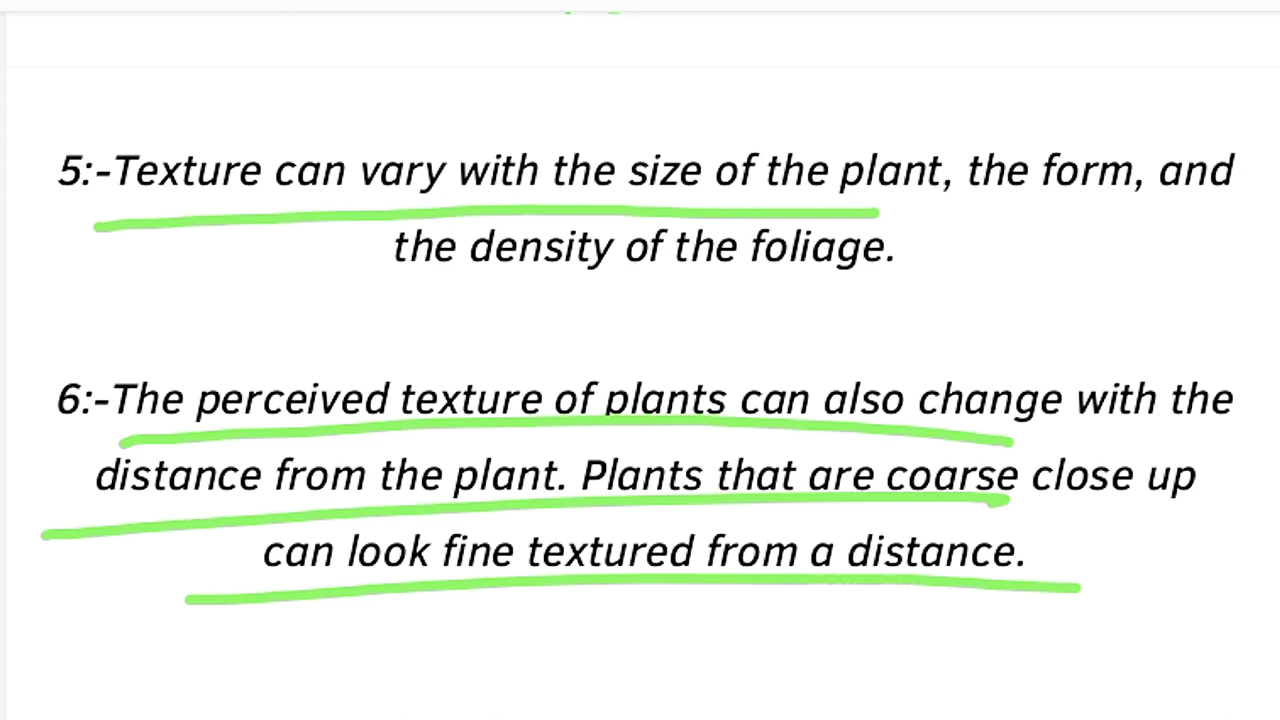 5:-Texture can vary with the size of the plant, the form, and
the density of the foliage.
6:-The perceived texture of plants can also change with the
distance from the plant. Plants that are coarse close up
can look fine textured from a distance.